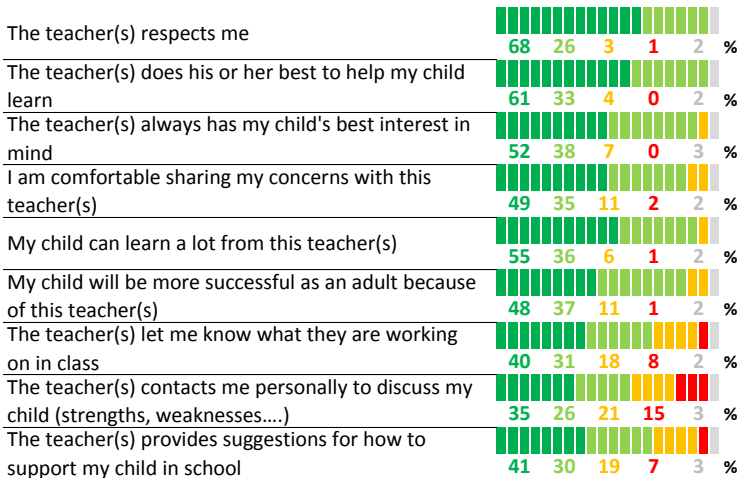 The teacher(s) respects me
68 26 3 1 2 %
The teacher(s) does his or her best to help my child
learn
61 33 4 0 2 %
The teacher(s) always has my child's best interest in
mind
52 38 7 0 3 %
I am comfortable sharing my concerns with this
teacher(s)
49 35 11 2 2 %
My child can learn a lot from this teacher(s)
55 36 6 1 2 %
My child will be more successful as an adult because
of this teacher(s)
48 37 11 1 2 %
The teacher(s) let me know what they are working
on in class
40 31 18 8 2 %
The teacher(s) contacts me personally to discuss my
child (strengths, weaknesses....)
35 26 21 15 3 %
The teacher(s) provides suggestions for how to
support my child in school
41 30 19 7 3 %